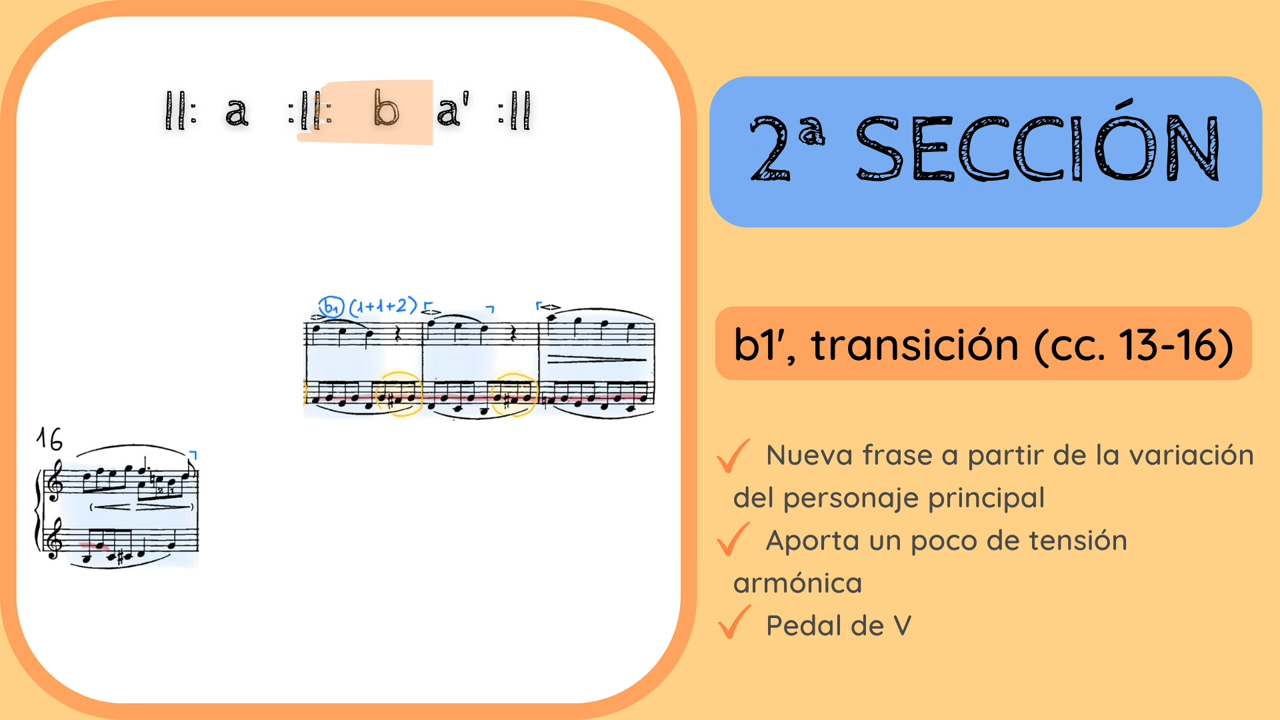 ||: a :||: b a' :||
2ª SECCIÓN
b1 (1+1+2)
b1', transición (cc. 13-16)
16
Nueva frase a partir de la variación
del personaje principal
Aporta un poco de tensión
armónica
Pedal de V